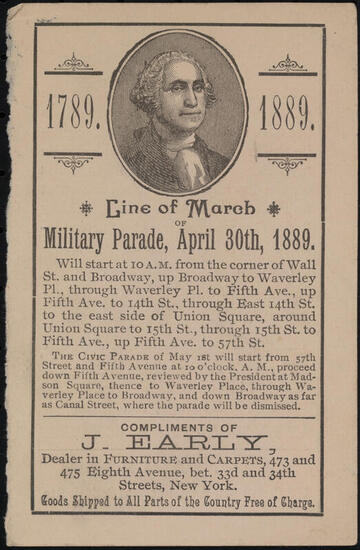 1789. 1889.
Line of March
OF
Military Parade, April 30th, 1889.
Will start at 10 A.M. from the corner of Wall
St. and Broadway, up Broadway to Waverley
Pl., through Waverley Pl. to Fifth Ave., up
Fifth Ave. to 14th St., through East 14th St.
to the east side of Union Square, around
Union Square to 15th St., through 15th St. to
Fifth Ave., up Fifth Ave. to 57th St.
THE CIVIC PARADE of May 1st will start from 57th
Street and Fifth Avenue at 10 o'clock, A. M., proceed
down Fifth Avenue, reviewed by the President at Mad-
son Square, thence to Waverley Place, through Wa-
verley Place to Broadway, and down Broadway as far
as Canal Street, where the parade will be dismissed.
COMPLIMENTS OF
J. EARLY,
Dealer in FURNITURE and CARPETS, 473 and
475 Eighth Avenue, bet. 33d and 34th
Streets, New York.
Goods Shipped to All Parts of the Country Free of Charge.